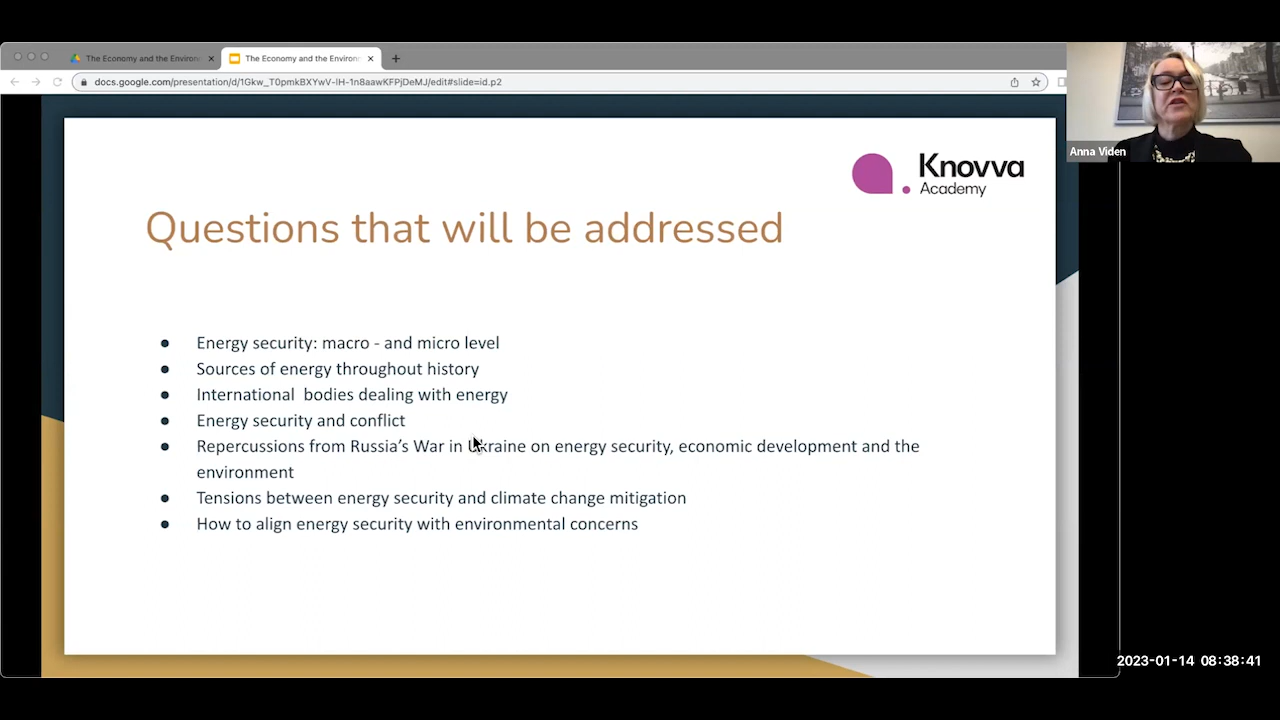 The Economy and the Environ
The Economy and the Environ
docs.google.com/presentation/d/1Gkw_T0pmkBXYwV-IH-1n8aawKFPjDeMJ/edit#slide=id.p2
Anna Viden
Knovva
Academy
Questions that will be addressed
● Energy security: macro - and micro level
● Sources of energy throughout history
● International  bodies dealing with energy
● Energy security and conflict
● Repercussions from Russia’s War in Ukraine on energy security, economic development and the
environment
● Tensions between energy security and climate change mitigation
● How to align energy security with environmental concerns
2023-01-14 08:38:41